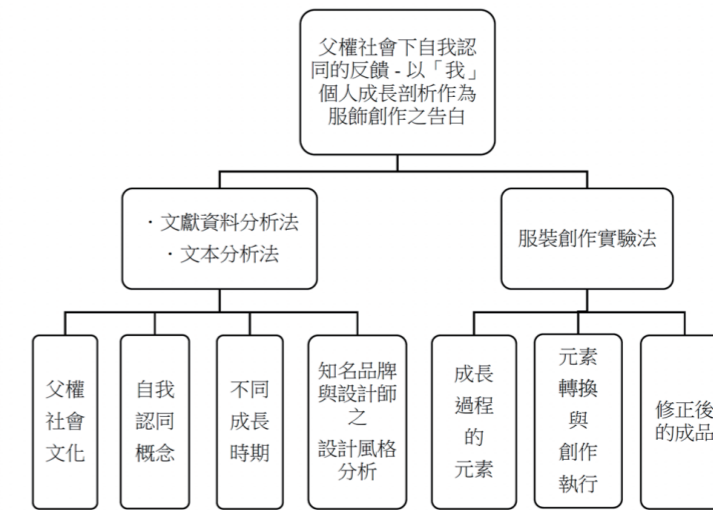 父權社會下自我認
同的反饋 - 以「我」
個人成長剖析作為
服飾創作之告白
・文獻資料分析法
・文本分析法
服裝創作實驗法
父權
社會
文化
自我
認同
概念
不同
成長
時期
知名品牌
與設計師
之
設計風格
分析
成長
過程
的
元素
元素
轉換
與
創作
執行
修正後
的成品